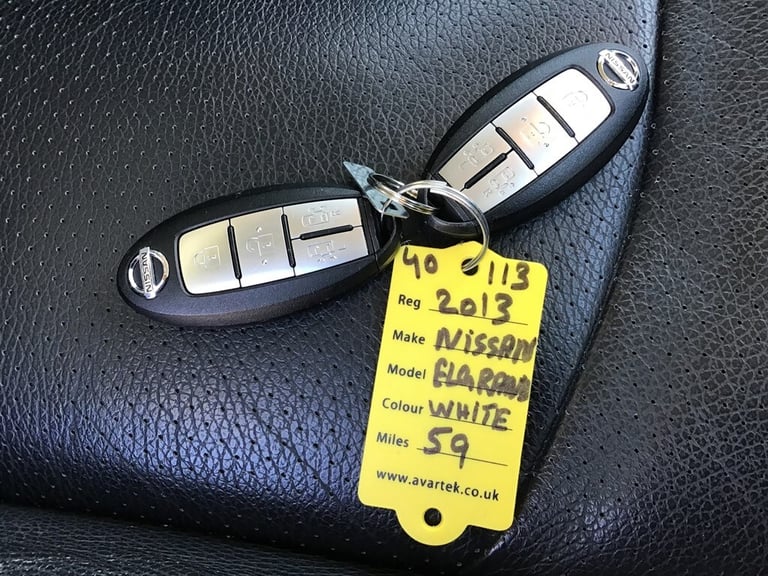 NISSAN
NISSAN
40 113
Reg 2013
Make NISSAN
Model ELGRAND
Colour WHITE
Miles 59
www.avartek.co.uk